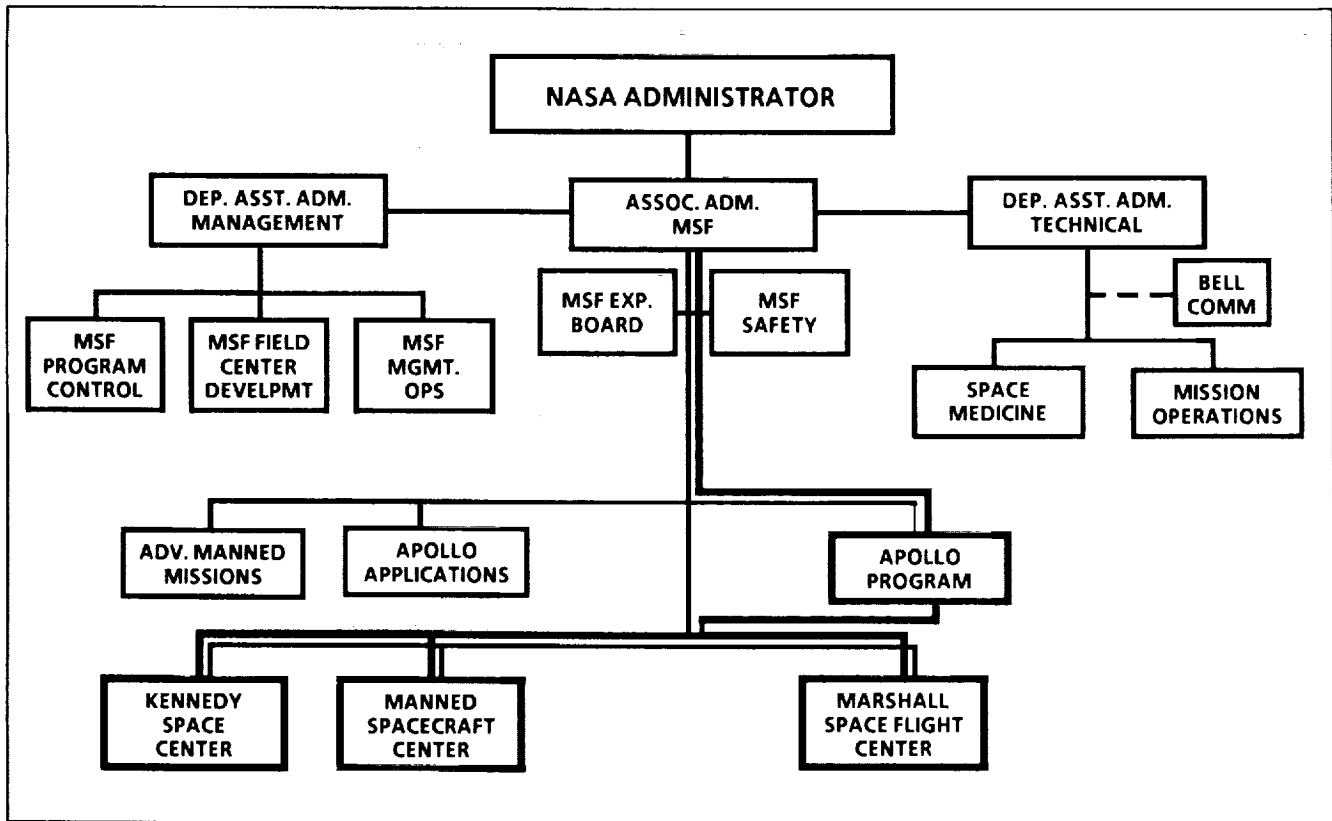 NASA ADMINISTRATOR
DEP. ASST. ADM.
MANAGEMENT
ASSOC. ADM.
MSF
DEP. ASST. ADM.
TECHNICAL
BELL
COMM
MSF EXP.
BOARD
MSF
SAFETY
MSF
PROGRAM
CONTROL
MSF FIELD
CENTER
DEVELPMT
MSF
MGMT.
OPS
SPACE
MEDICINE
MISSION
OPERATIONS
ADV. MANNED
MISSIONS
APOLLO
APPLICATIONS
APOLLO
PROGRAM
KENNEDY
SPACE
CENTER
MANNED
SPACECRAFT
CENTER
MARSHALL
SPACE FLIGHT
CENTER